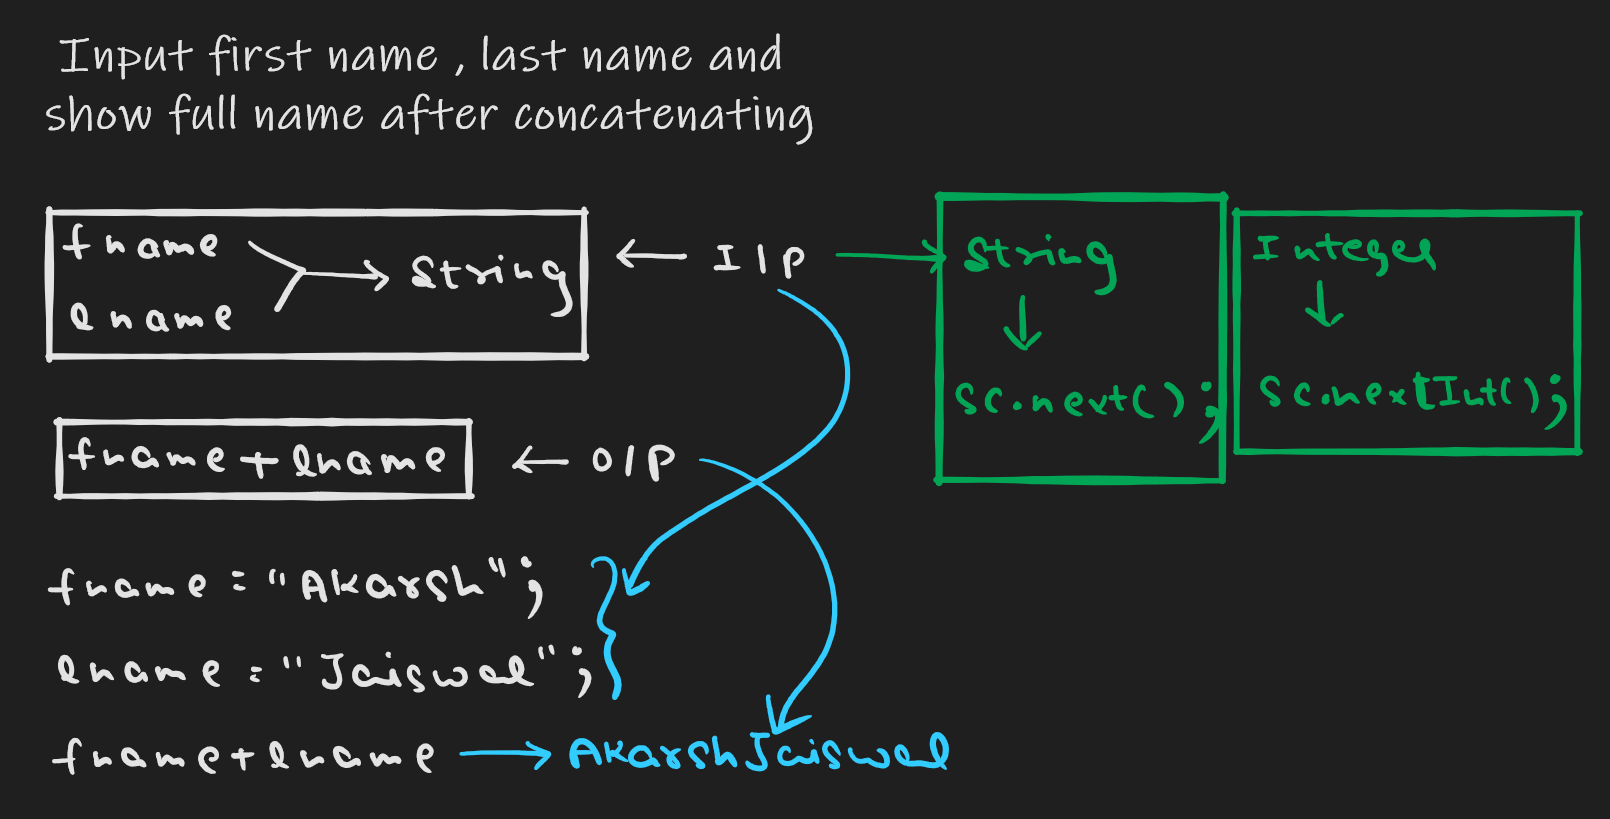 Input first name , last name and
show full name after concatenating
fname
lname
String
I/P
String
sc.next();
Integer
sc.nextInt();
fname+lname
O/P
fname="Akarsh";
lname="Jaiswal";
fname+lname
AkarshJaiswal